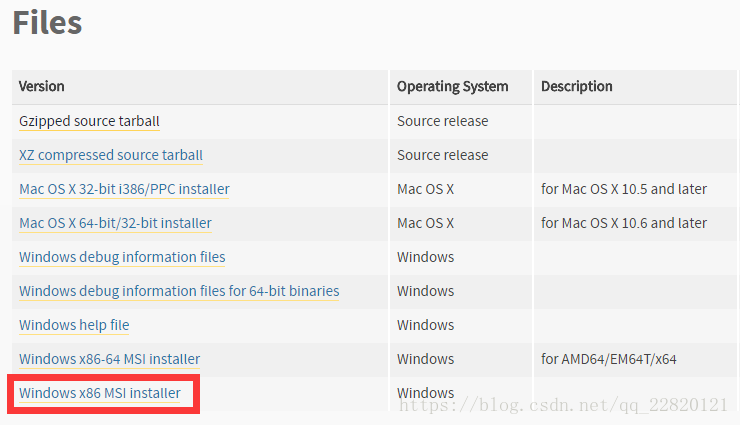 Files
Version Operating System Description
Gzipped source tarball Source release
XZ compressed source tarball Source release
Mac OS X 32-bit i386/PPC installer Mac OS X for Mac OS X 10.5 and later
Mac OS X 64-bit/32-bit installer Mac OS X for Mac OS X 10.6 and later
Windows debug information files Windows
Windows debug information files for 64-bit binaries Windows
Windows help file Windows
Windows x86-64 MSI installer Windows for AMD64/EM64T/x64
Windows x86 MSI installer Windows
https://blog.csdn.net/qq_22820121